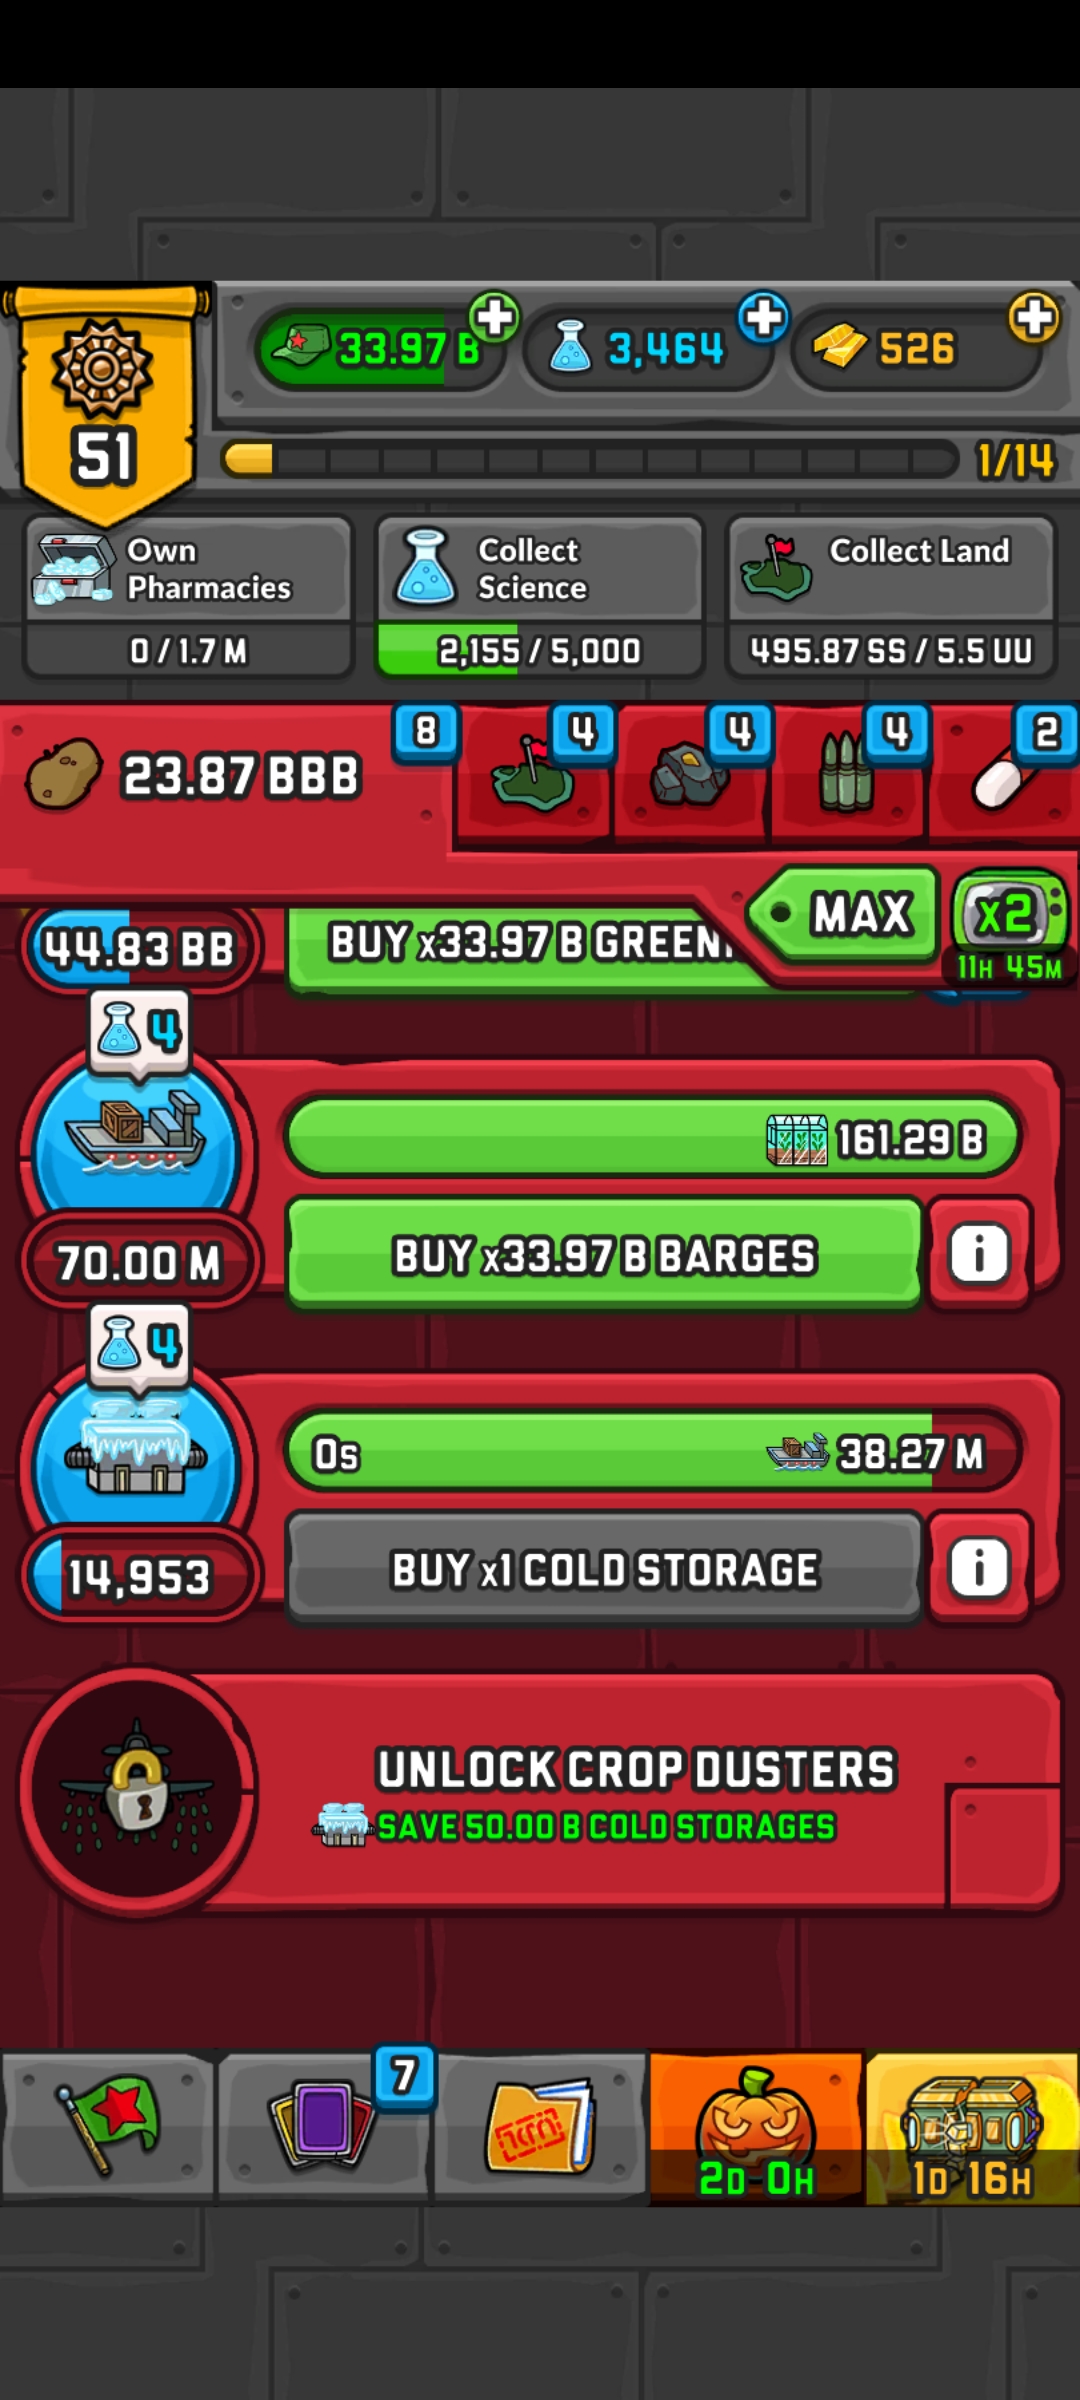 33.97 B
3,464
526
51
1/14
Own
Pharmacies
0 / 1.7 M
Collect
Science
2,155 / 5,000
Collect Land
495.87 SS / 5.5 UU
23.87 BBB
8
4
4
4
2
MAX
x2
11H 45M
44.83 BB
BUY x33.97 B GREEN
4
161.29 B
70.00 M
BUY x33.97 B BARGES
i
4
0s
38.27 M
14,953
BUY x1 COLD STORAGE
i
UNLOCK CROP DUSTERS
SAVE 50.00 B COLD STORAGES
7
2D 0H
1D 16H